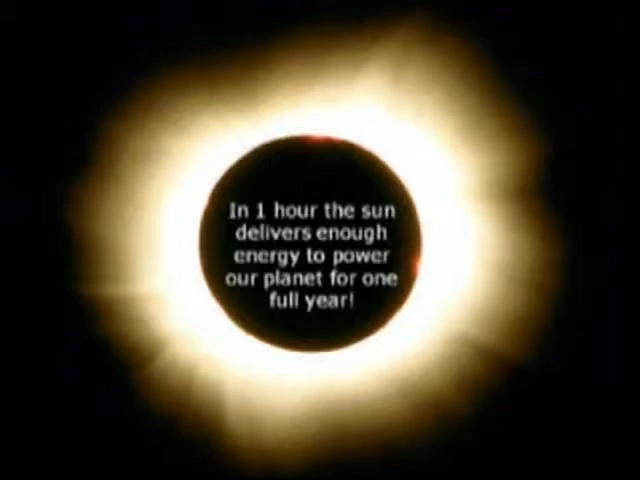 In 1 hour the sun
delivers enough
energy to power
our planet for one
full year!